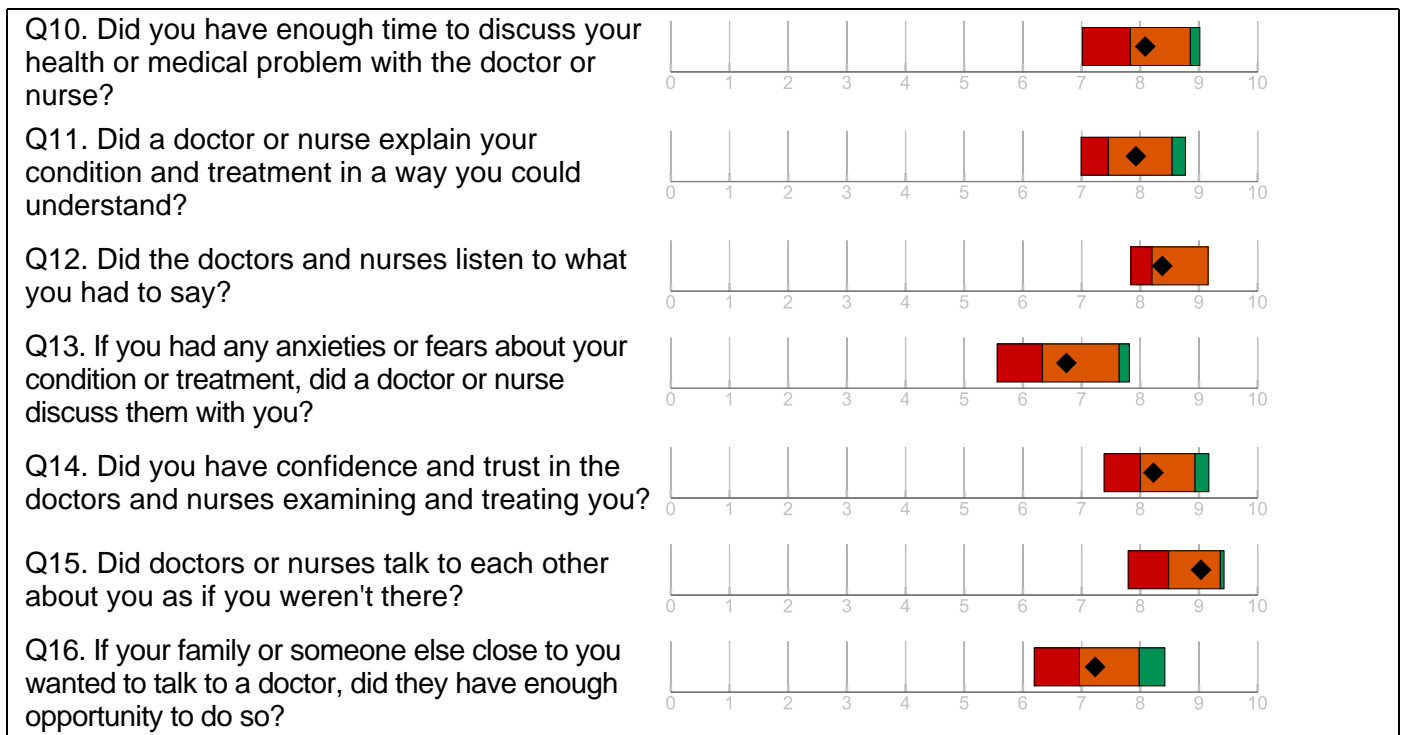 Q10. Did you have enough time to discuss your
health or medical problem with the doctor or
nurse?
0 1 2 3 4 5 6 7 8 9 10
Q11. Did a doctor or nurse explain your
condition and treatment in a way you could
understand?
0 1 2 3 4 5 6 7 8 9 10
Q12. Did the doctors and nurses listen to what
you had to say?
0 1 2 3 4 5 6 7 8 9 10
Q13. If you had any anxieties or fears about your
condition or treatment, did a doctor or nurse
discuss them with you?
0 1 2 3 4 5 6 7 8 9 10
Q14. Did you have confidence and trust in the
doctors and nurses examining and treating you?
0 1 2 3 4 5 6 7 8 9 10
Q15. Did doctors or nurses talk to each other
about you as if you weren't there?
0 1 2 3 4 5 6 7 8 9 10
Q16. If your family or someone else close to you
wanted to talk to a doctor, did they have enough
opportunity to do so?
0 1 2 3 4 5 6 7 8 9 10